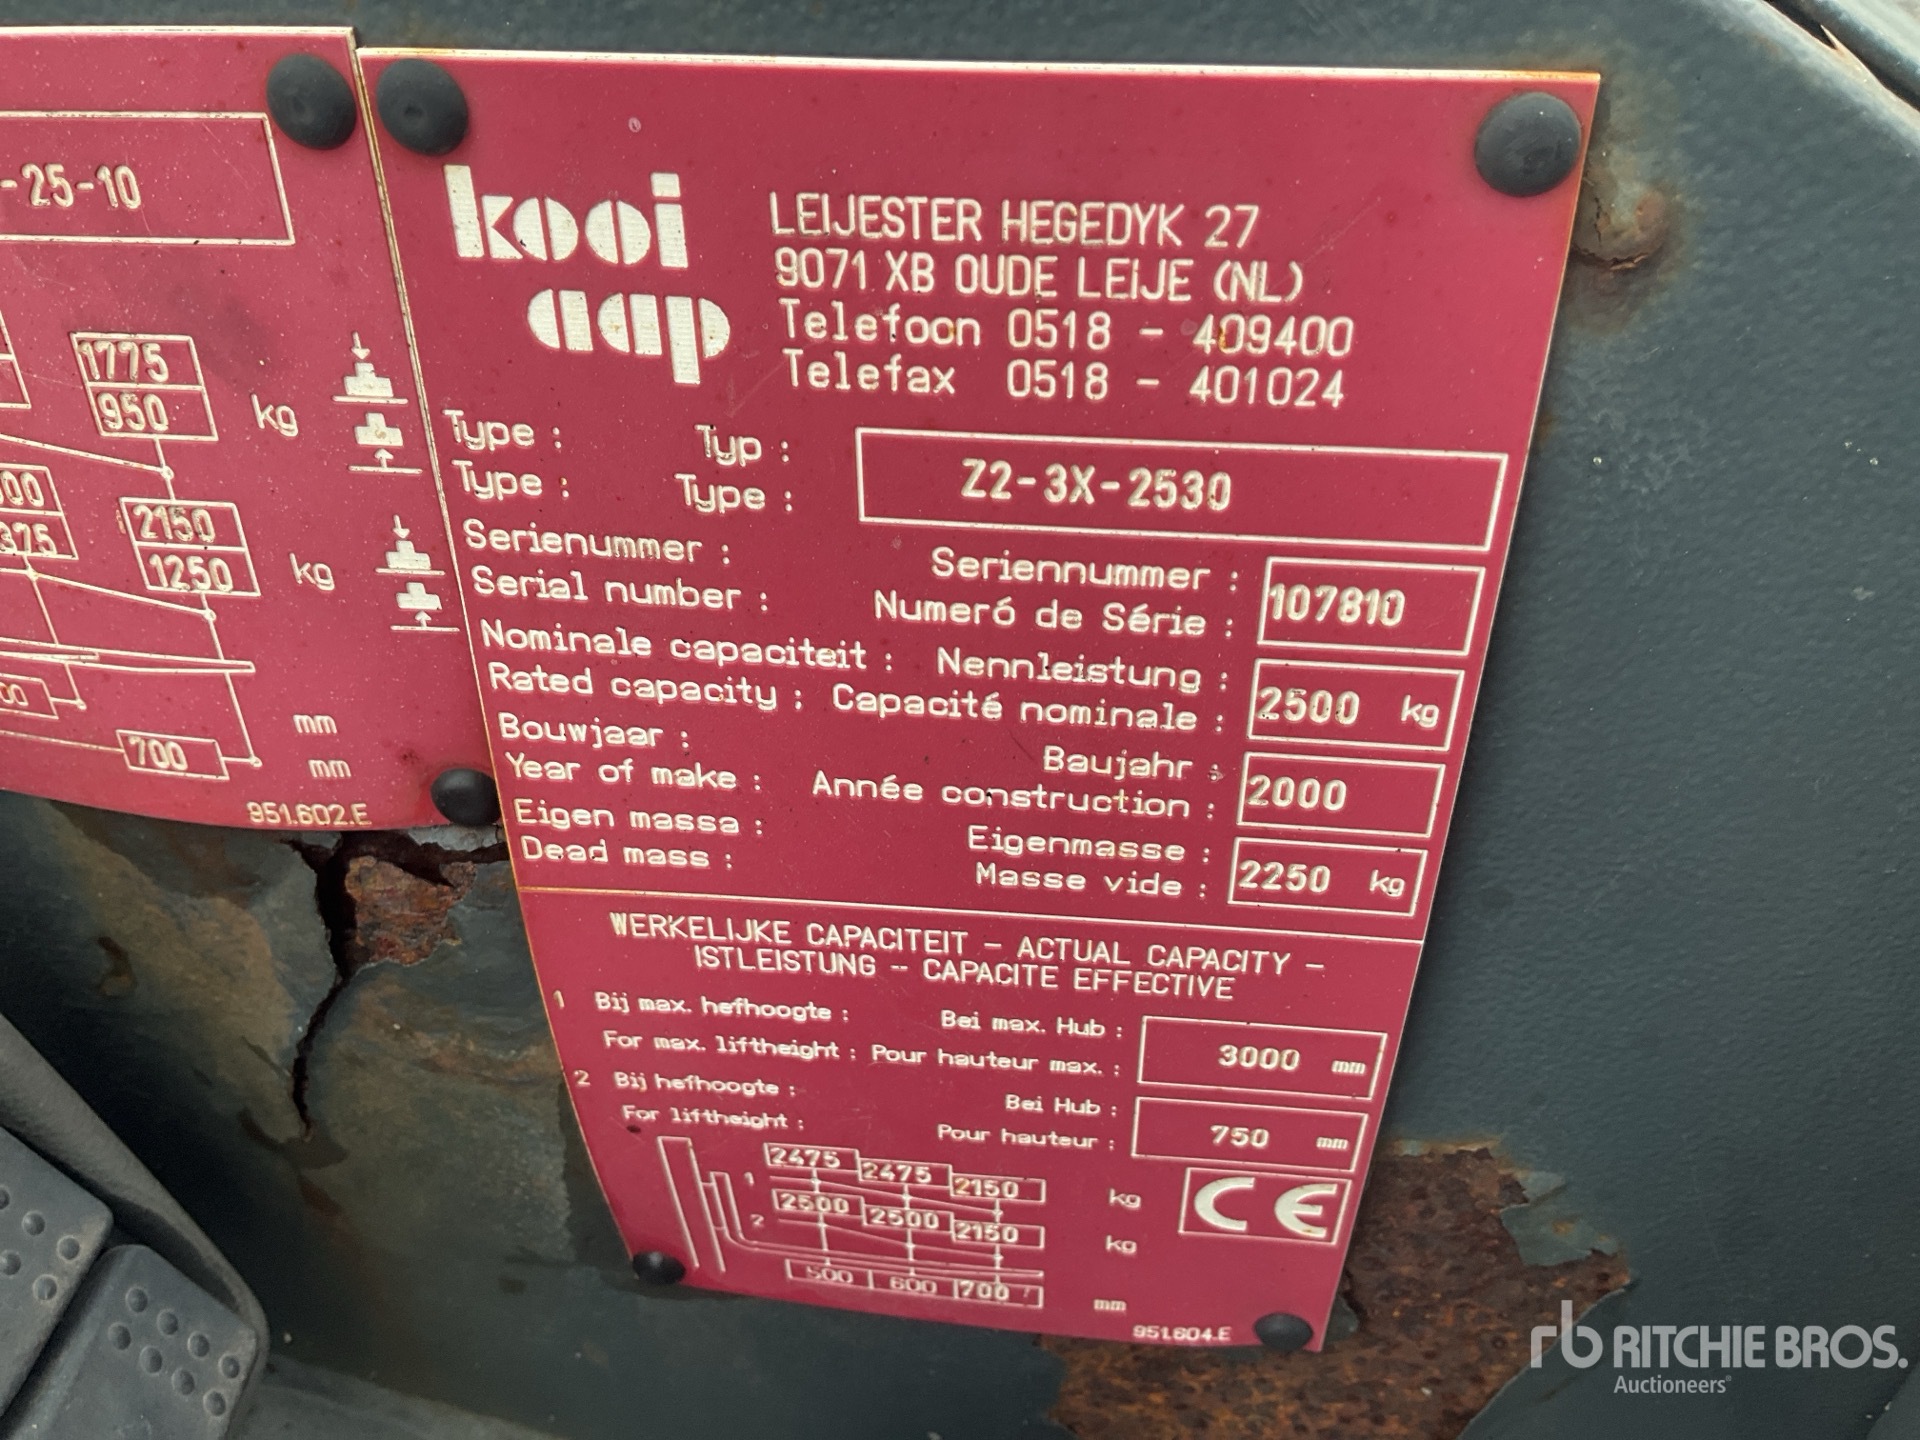 -25-10
1775
950
kg
00
375
2150
1250
kg
00
mm
700
mm
951.602.E
kooi
aap
LEIJESTER HEGEDYK 27
9071 XB OUDE LEIJE (NL)
Telefoon 0518 - 409400
Telefax 0518 - 401024
Type : Typ :
Type : Type :
Z2-3X-2530
Serienummer : Seriennummer :
Serial number : Numeró de Série :
107810
Nominale capaciteit : Nennleistung :
Rated capacity : Capacité nominale :
2500 kg
Bouwjaar : Baujahr :
Year of make : Année construction :
2000
Eigen massa : Eigenmasse :
Dead mass : Masse vide :
2250 kg
WERKELIJKE CAPACITEIT - ACTUAL CAPACITY -
ISTLEISTUNG -- CAPACITE EFFECTIVE
1 Bij max. hefhoogte : Bei max. Hub :
For max. liftheight : Pour hauteur max. :
3000 mm
2 Bij hefhoogte : Bei Hub :
For liftheight : Pour hauteur :
750 mm
1 2475 2475 2150 kg
2 2500 2500 2150 kg
500 600 700 mm
CE
951.604.E
rb RITCHIE BROS.
Auctioneers